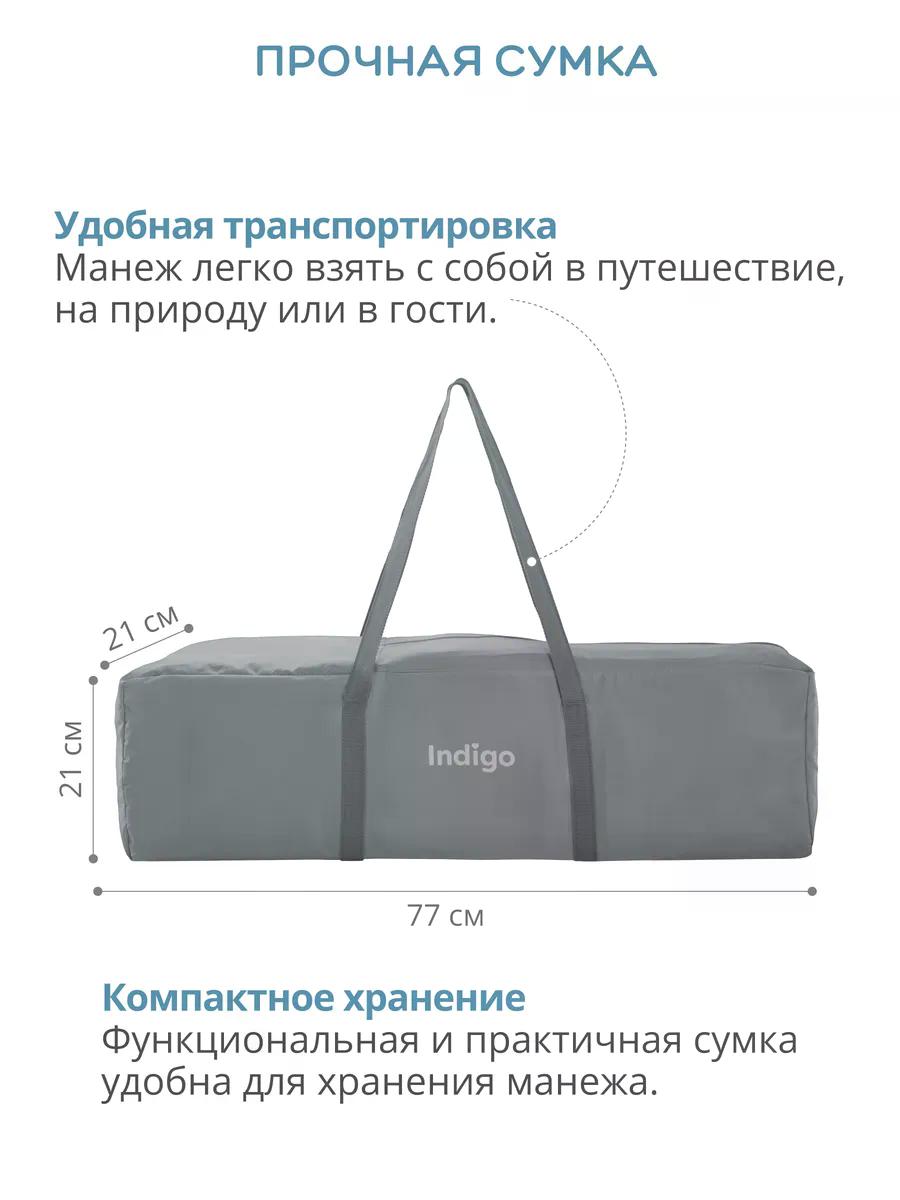 ПРОЧНАЯ СУМКА
Удобная транспортировка
Манеж легко взять с собой в путешествие,
на природу или в гости.
21 см
21 см
Indigo
77 см
Компактное хранение
Функциональная и практичная сумка
удобна для хранения манежа.